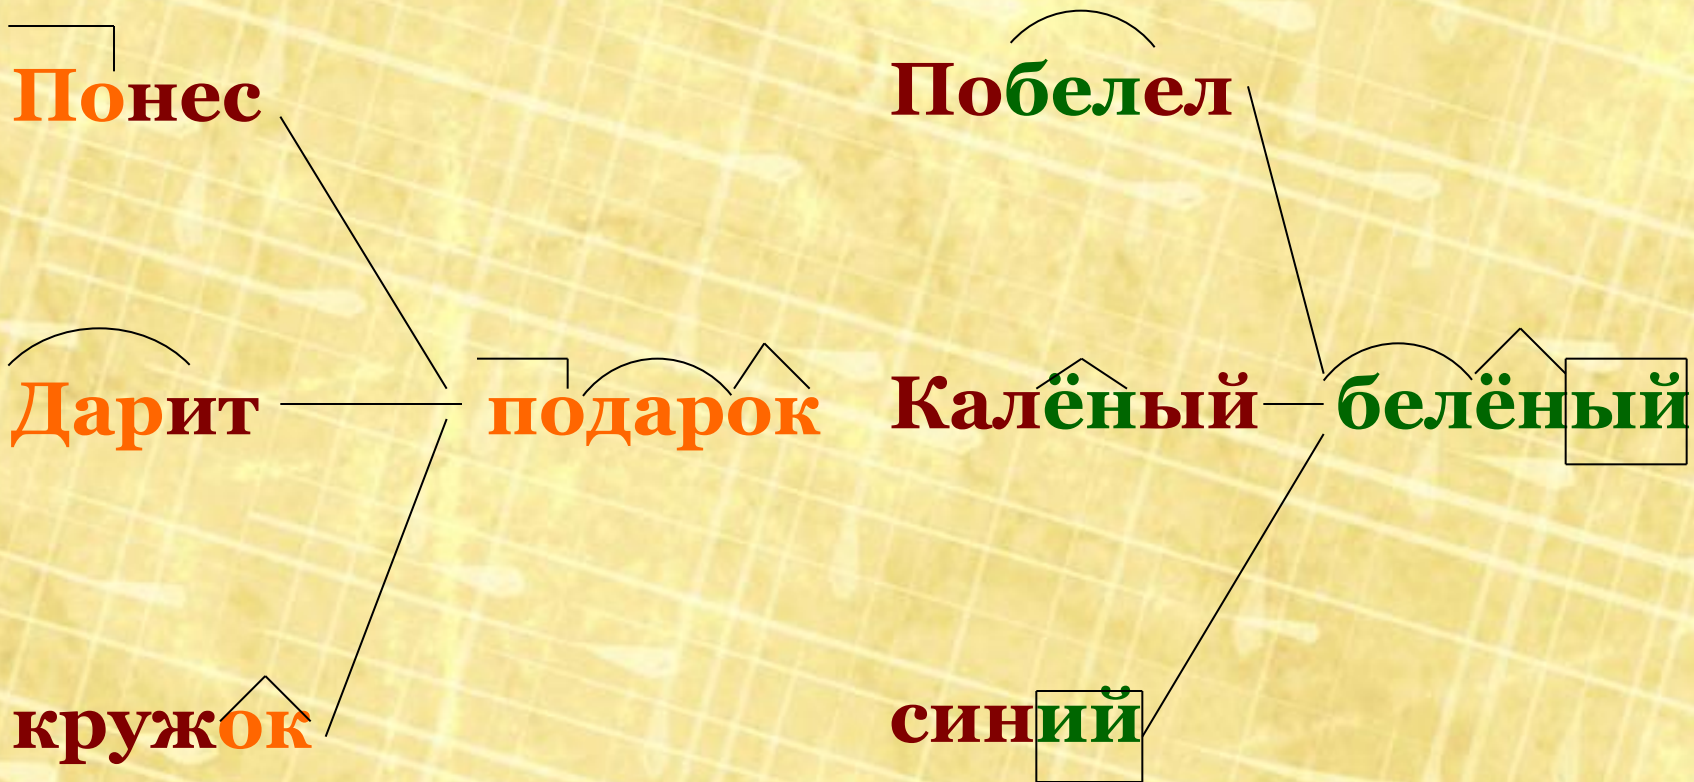 Понес
Дарит
подарок
кружок
Побелел
Калёный
белёный
синий